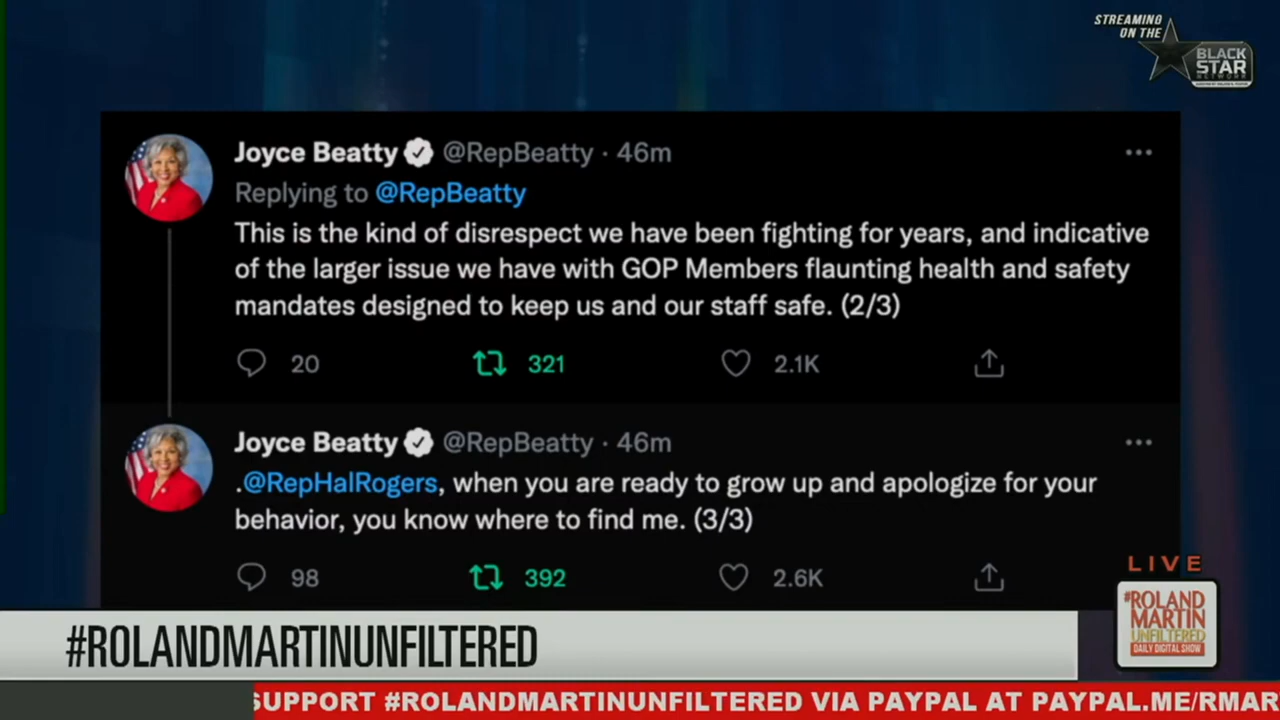 STREAMING
ON THE
BLACK
STAR
NETWORK
Joyce Beatty @RepBeatty · 46m
Replying to @RepBeatty
This is the kind of disrespect we have been fighting for years, and indicative
of the larger issue we have with GOP Members flaunting health and safety
mandates designed to keep us and our staff safe. (2/3)
20 321 2.1K
Joyce Beatty @RepBeatty · 46m
.@RepHalRogers, when you are ready to grow up and apologize for your
behavior, you know where to find me. (3/3)
98 392 2.6K
LIVE
#ROLAND
MARTIN
UNFILTERED
DAILY DIGITAL SHOW
#ROLANDMARTINUNFILTERED
SUPPORT #ROLANDMARTINUNFILTERED VIA PAYPAL AT PAYPAL.ME/RMAR